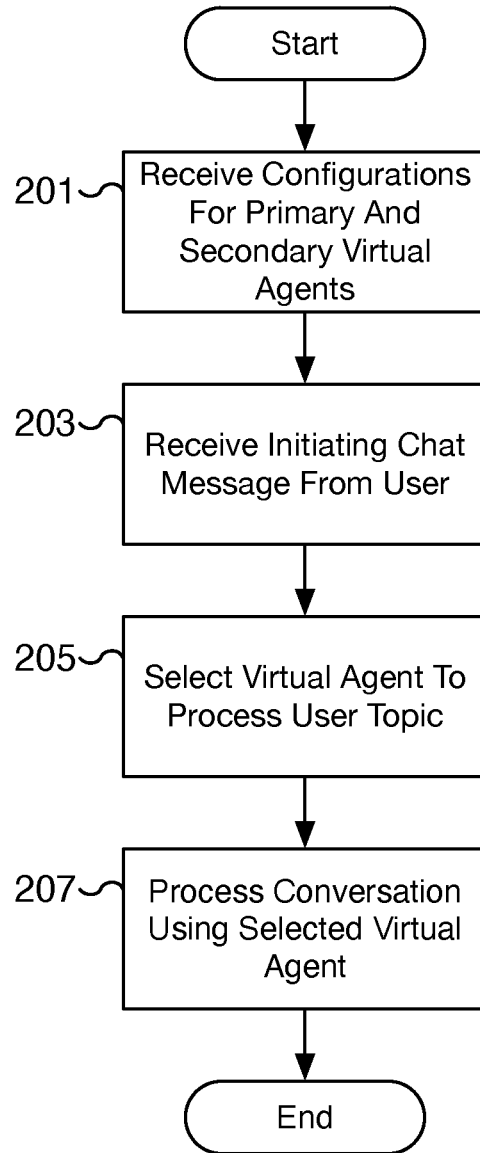 Start
201
Receive Configurations
For Primary And
Secondary Virtual
Agents
203
Receive Initiating Chat
Message From User
205
Select Virtual Agent To
Process User Topic
207
Process Conversation
Using Selected Virtual
Agent
End